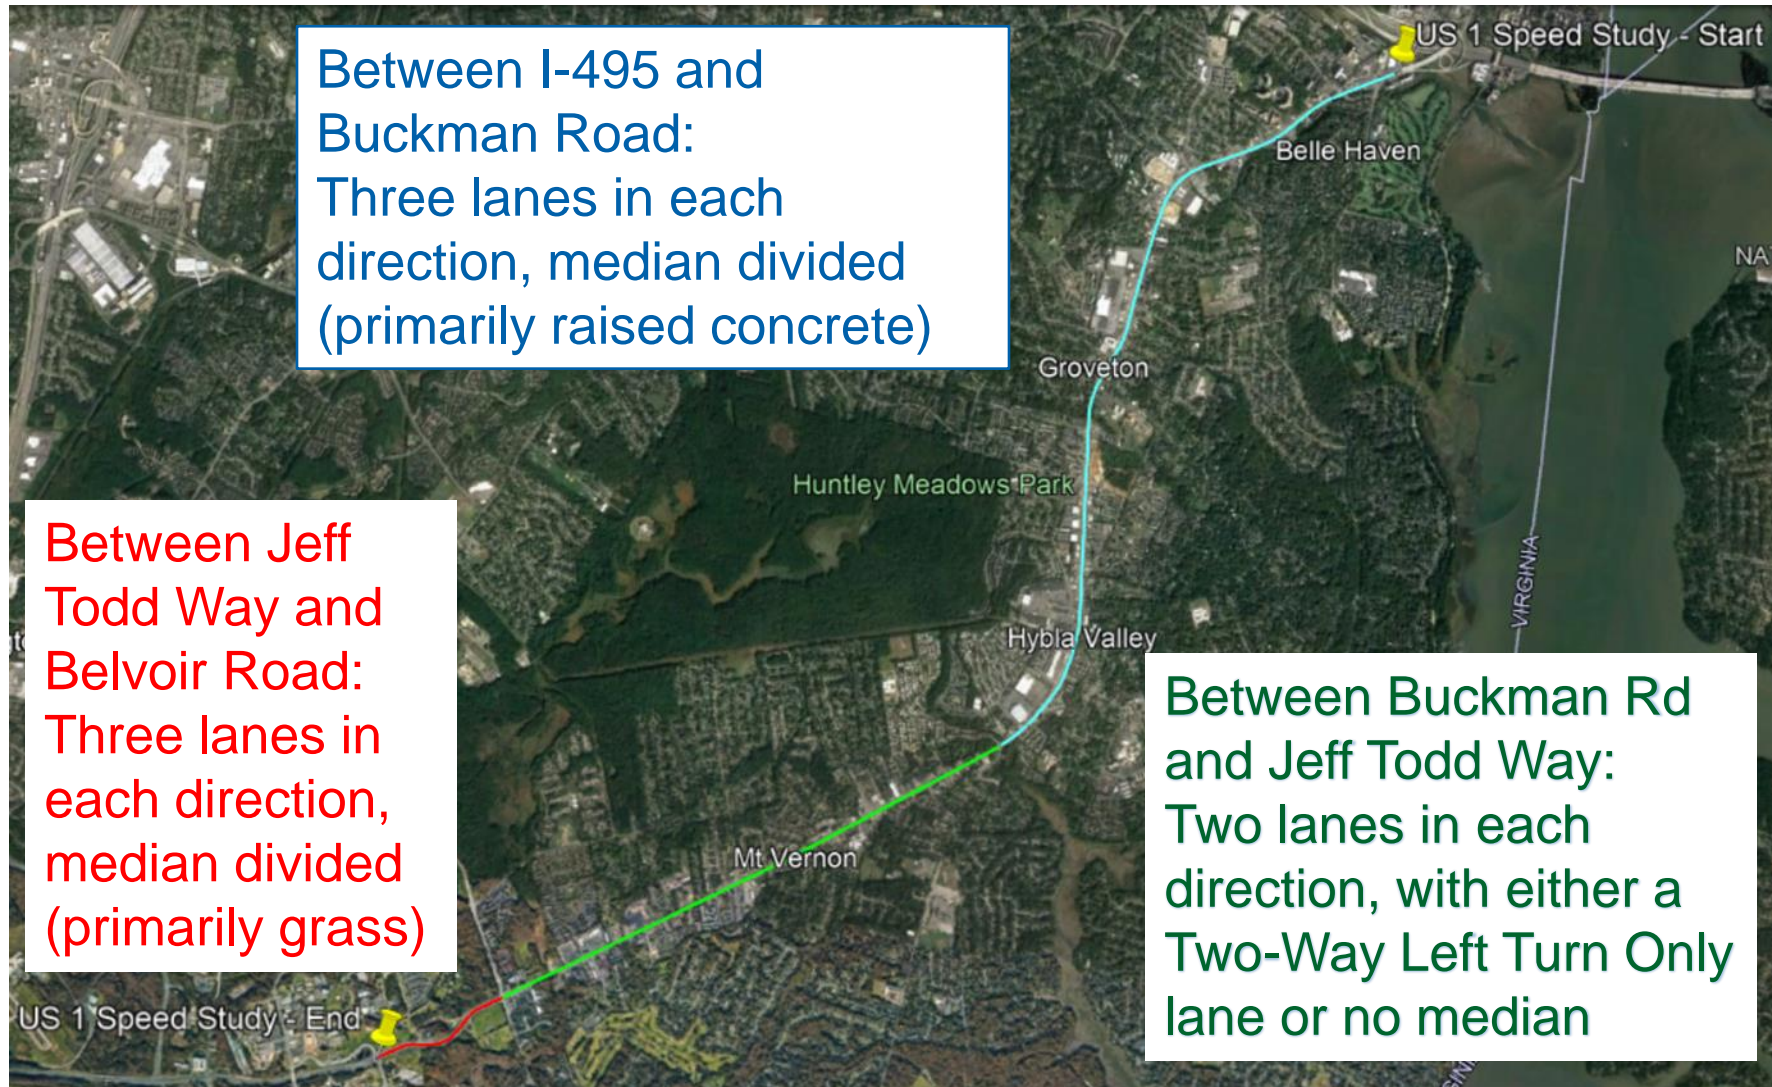 US 1 Speed Study - Start
Between I-495 and
Buckman Road:
Three lanes in each
direction, median divided
(primarily raised concrete)
Belle Haven
Groveton
Huntley Meadows Park
Between Jeff
Todd Way and
Belvoir Road:
Three lanes in
each direction,
median divided
(primarily grass)
VIRGINIA
Hybla Valley
Between Buckman Rd
and Jeff Todd Way:
Two lanes in each
direction, with either a
Two-Way Left Turn Only
lane or no median
Mt Vernon
US 1 Speed Study - End